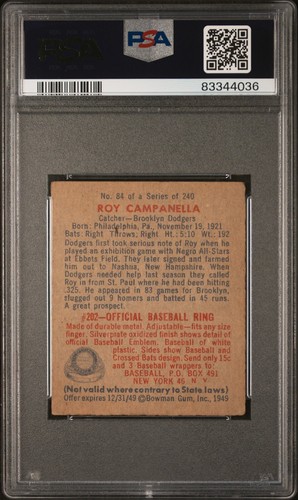 PSA
PSA
83344036
No. 84 of a Series of 240
ROY CAMPANELLA
Catcher—Brooklyn Dodgers
Born: Philadelphia, Pa., November 19, 1921
Bats: Right Throws: Right Ht.: 5:10 Wt.: 192
Dodgers first took serious note of Roy when he
played an exhibition game with Negro All-Stars
at Ebbets Field. They later signed and farmed
him out to Nashua, New Hampshire. When
Dodgers needed help last season they called
Roy in from St. Paul where he had been hitting
.325. He appeared in 83 games for Brooklyn,
slugged out 9 homers and batted in 45 runs.
A great prospect.
#202—OFFICIAL BASEBALL RING
Made of durable metal. Adjustable—fits any size
finger. Silverplate oxidized finish shows detail of
official Baseball Emblem. Baseball of white
plastic. Sides show Baseball and
Crossed Bats design. Send only 15c
and 3 Baseball wrappers to:
BASEBALL, P.O. BOX 491
NEW YORK 46, N. Y.
(Not valid where contrary to State laws)
Offer expires 12/31/49 ©Bowman Gum, Inc., 1949